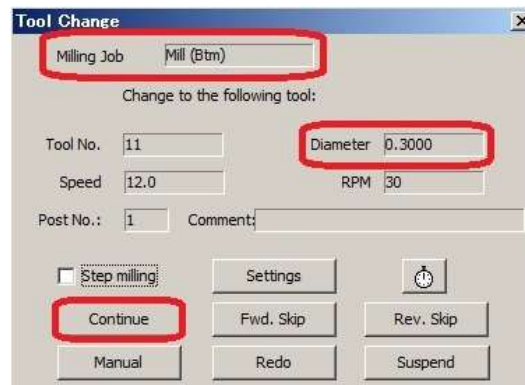 Tool Change
Milling Job Mill (Btm)
Change to the following tool:
Tool No. 11 Diameter 0.3000
Speed 12.0 RPM 30
Post No.: 1 Comment:
Step milling Settings
Continue Fwd. Skip Rev. Skip
Manual Redo Suspend